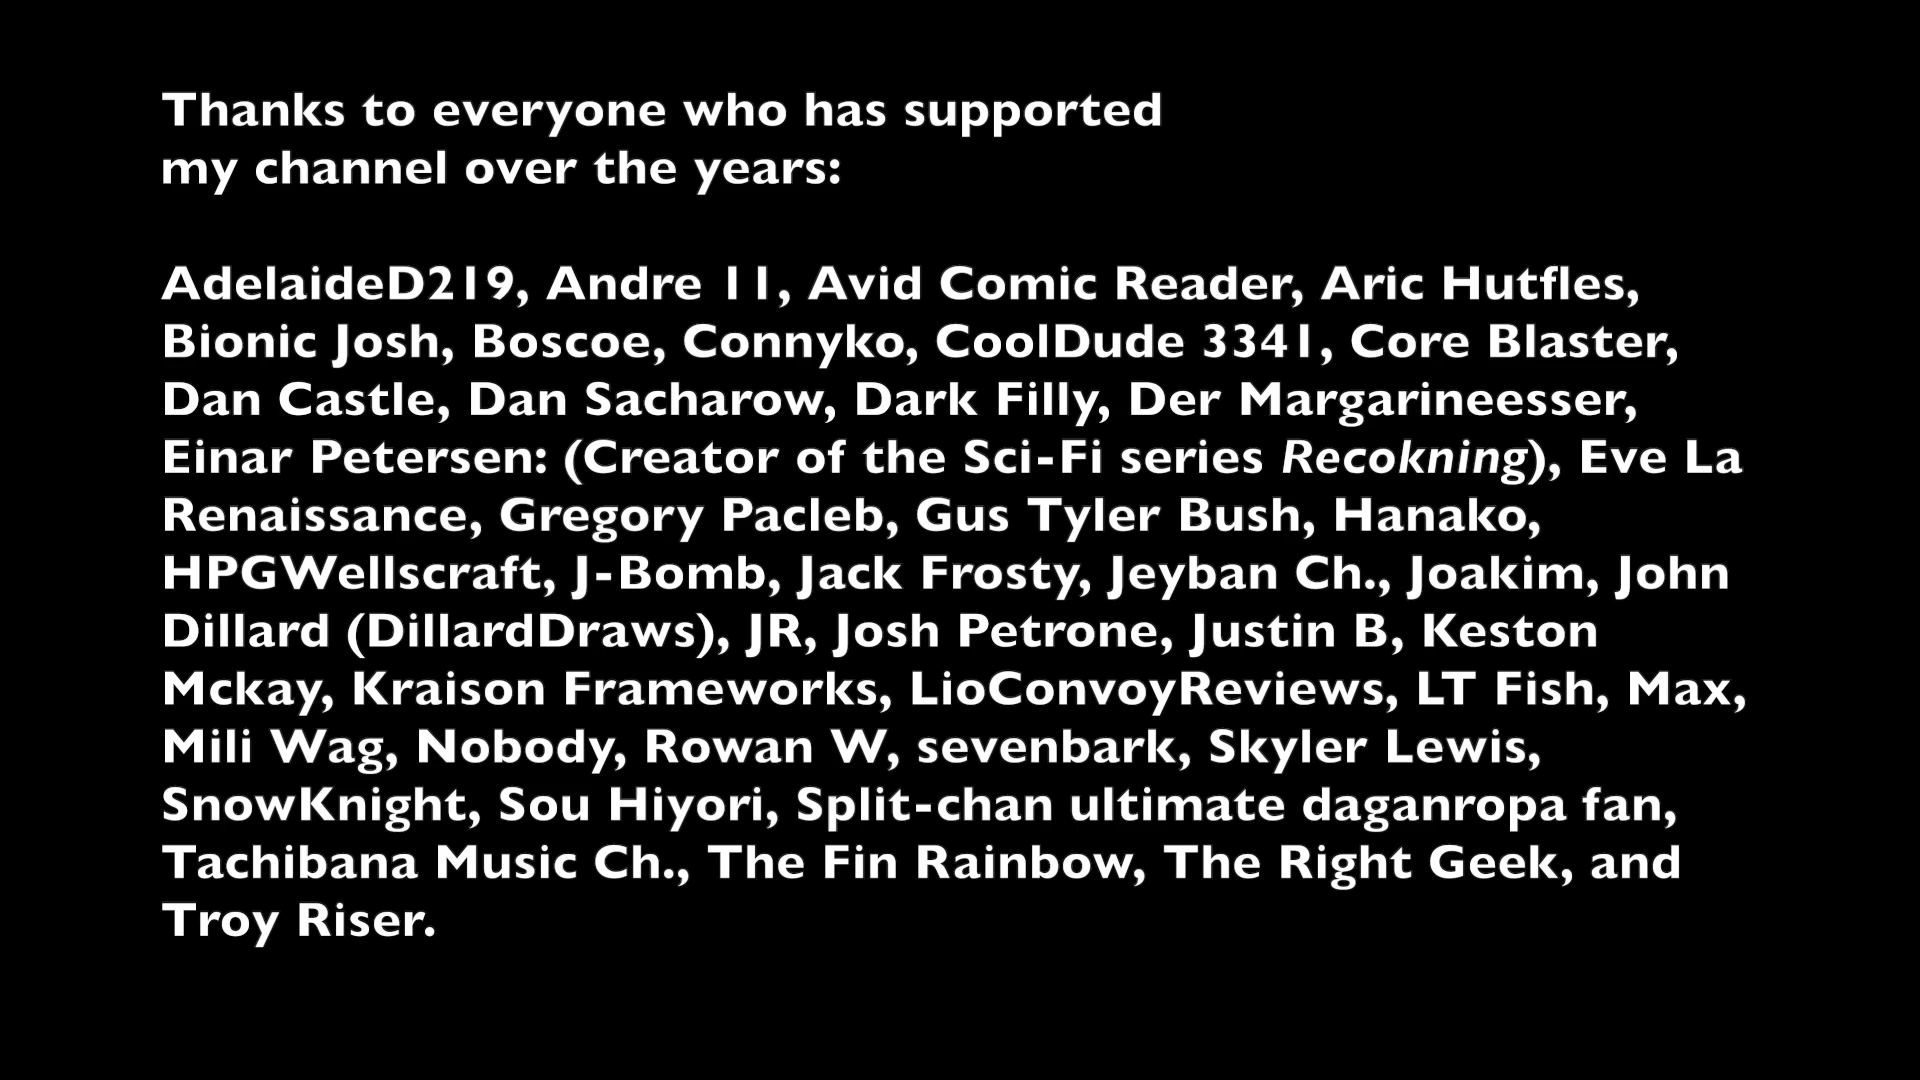 Thanks to everyone who has supported
my channel over the years:
AdelaideD219, Andre 11, Avid Comic Reader, Aric Hutfles,
Bionic Josh, Boscoe, Connyko, CoolDude 3341, Core Blaster,
Dan Castle, Dan Sacharow, Dark Filly, Der Margarineesser,
Einar Petersen: (Creator of the Sci-Fi series Recokning), Eve La
Renaissance, Gregory Pacleb, Gus Tyler Bush, Hanako,
HPGWellscraft, J-Bomb, Jack Frosty, Jeyban Ch., Joakim, John
Dillard (DillardDraws), JR, Josh Petrone, Justin B, Keston
Mckay, Kraison Frameworks, LioConvoyReviews, LT Fish, Max,
Mili Wag, Nobody, Rowan W, sevenbark, Skyler Lewis,
SnowKnight, Sou Hiyori, Split-chan ultimate daganropa fan,
Tachibana Music Ch., The Fin Rainbow, The Right Geek, and
Troy Riser.